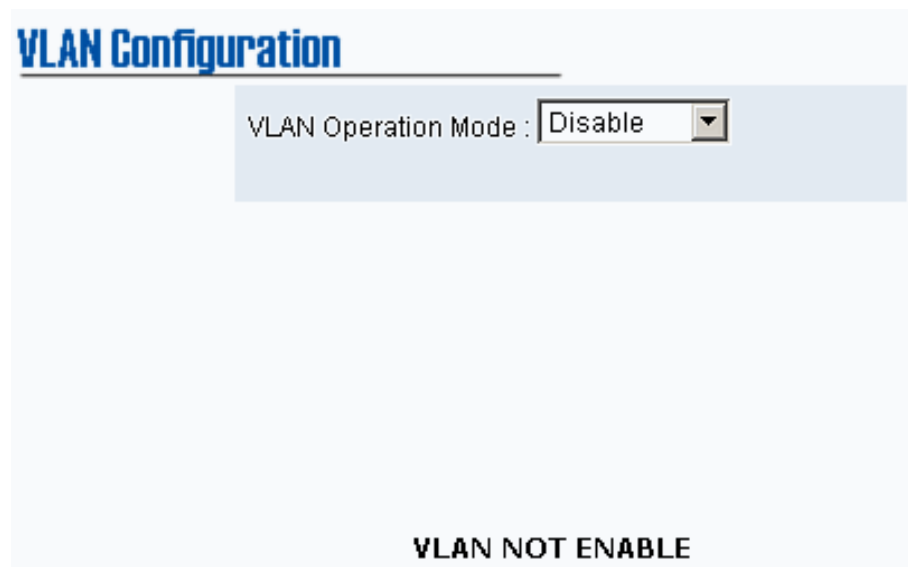 VLAN Configuration
VLAN Operation Mode : Disable
VLAN NOT ENABLE